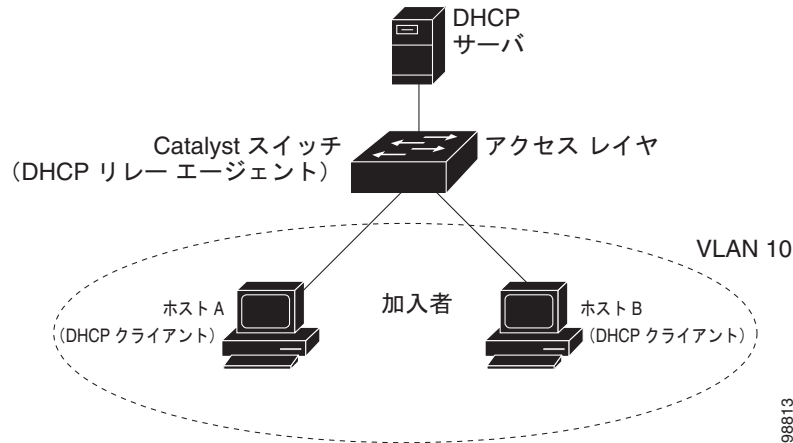 DHCP
サーバ
Catalyst スイッチ
（DHCP リレー エージェント）
アクセス レイヤ
VLAN 10
ホスト A
（DHCP クライアント）
加入者
ホスト B
（DHCP クライアント）
98813